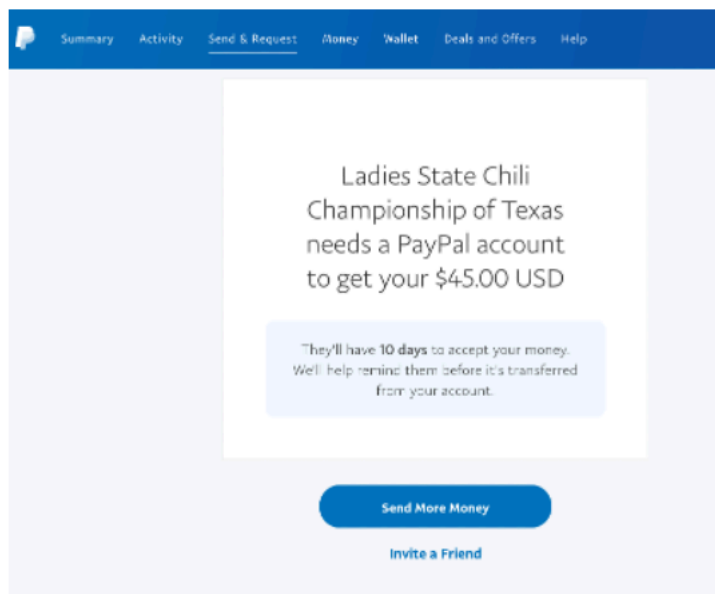 Summary Activity Send & Request Money Wallet Deals and Offers Help
Ladies State Chili
Championship of Texas
needs a PayPal account
to get your $45.00 USD
They'll have 10 days to accept your money.
We'll help remind them before it's transferred
from your account.
Send More Money
Invite a Friend